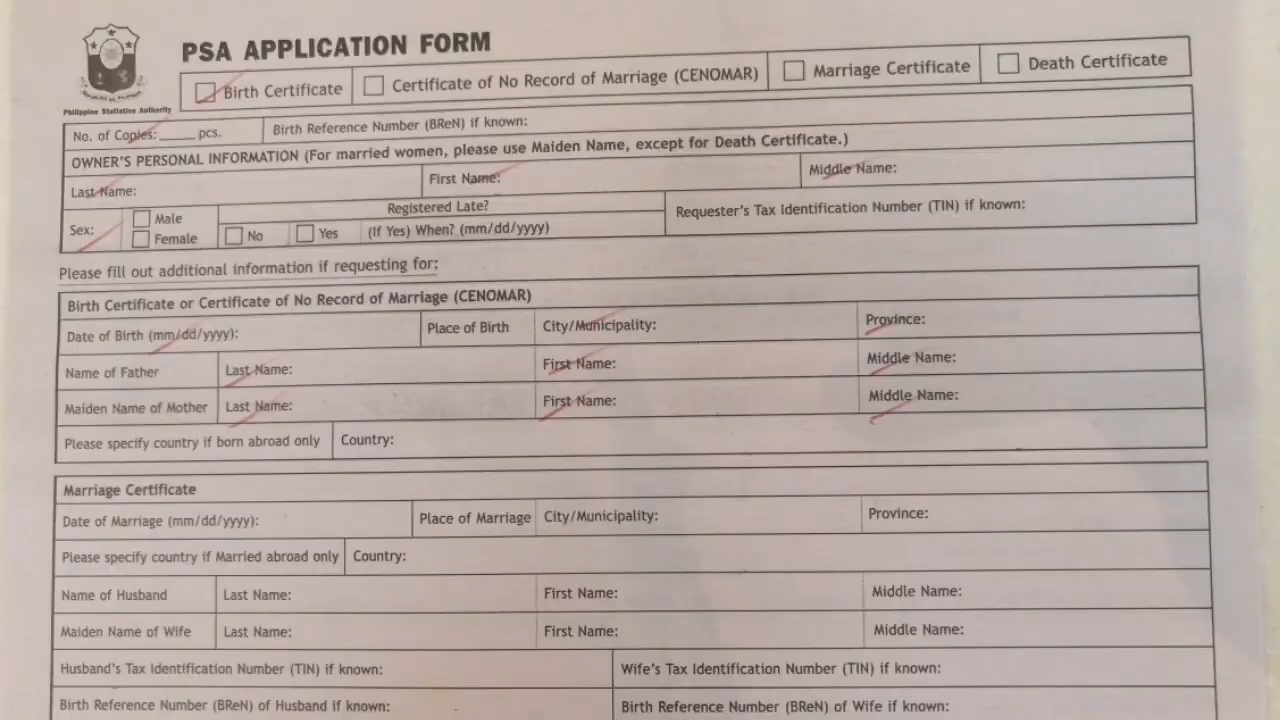 PSA APPLICATION FORM
Philippine Statistics Authority
Birth Certificate Certificate of No Record of Marriage (CENOMAR) Marriage Certificate Death Certificate
No. of Copies:_____ pcs. Birth Reference Number (BReN) if known:
OWNER'S PERSONAL INFORMATION (For married women, please use Maiden Name, except for Death Certificate.)
Last Name: First Name: Middle Name:
Sex: Male Female Registered Late? No Yes (If Yes) When? (mm/dd/yyyy) Requester's Tax Identification Number (TIN) if known:
Please fill out additional information if requesting for:
Birth Certificate or Certificate of No Record of Marriage (CENOMAR)
Date of Birth (mm/dd/yyyy): Place of Birth City/Municipality: Province:
Name of Father Last Name: First Name: Middle Name:
Maiden Name of Mother Last Name: First Name: Middle Name:
Please specify country if born abroad only Country:
Marriage Certificate
Date of Marriage (mm/dd/yyyy): Place of Marriage City/Municipality: Province:
Please specify country if Married abroad only Country:
Name of Husband Last Name: First Name: Middle Name:
Maiden Name of Wife Last Name: First Name: Middle Name:
Husband's Tax Identification Number (TIN) if known: Wife's Tax Identification Number (TIN) if known:
Birth Reference Number (BReN) of Husband if known: Birth Reference Number (BReN) of Wife if known: